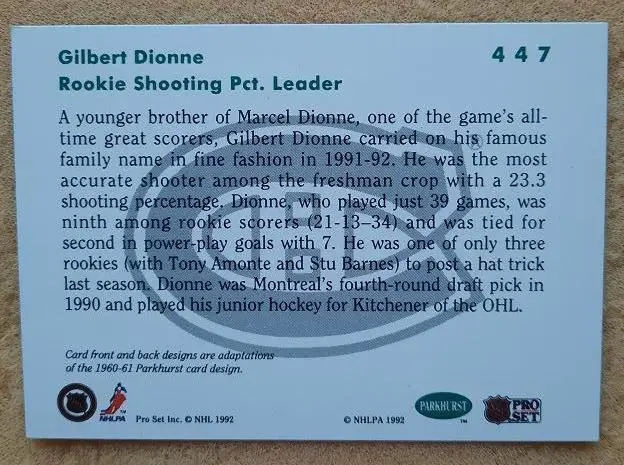 Gilbert Dionne
447
Rookie Shooting Pct. Leader
A younger brother of Marcel Dionne, one of the game's all-
time great scorers, Gilbert Dionne carried on his famous
family name in fine fashion in 1991-92. He was the most
accurate shooter among the freshman crop with a 23.3
shooting percentage. Dionne, who played just 39 games, was
ninth among rookie scorers (21-13–34) and was tied for
second in power-play goals with 7. He was one of only three
rookies (with Tony Amonte and Stu Barnes) to post a hat trick
last season. Dionne was Montreal's fourth-round draft pick in
1990 and played his junior hockey for Kitchener of the OHL.
Card front and back designs are adaptations
of the 1960-61 Parkhurst card design.
NHLPA
Pro Set Inc. © NHL 1992
© NHLPA 1992
PARKHURST
TM
PRO
SET